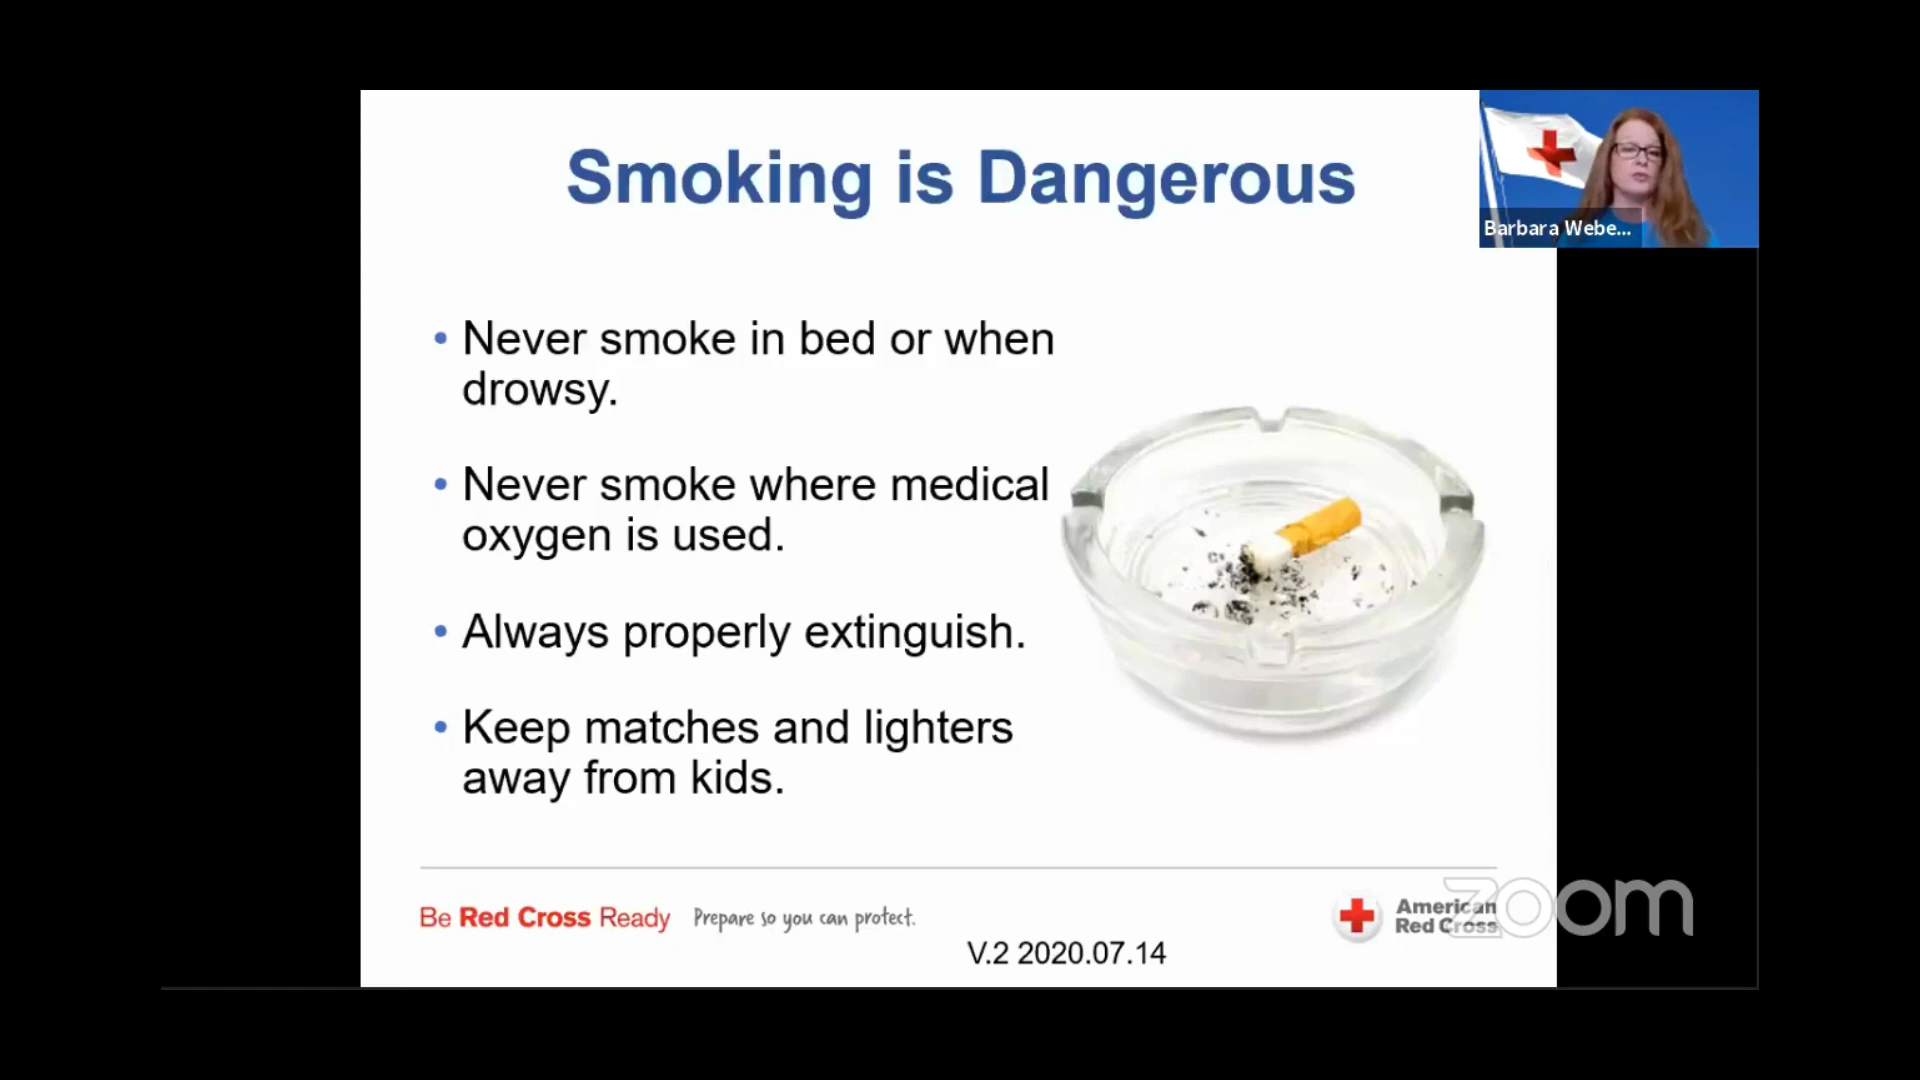 Smoking is Dangerous
Barbara Webe...
• Never smoke in bed or when
drowsy.
• Never smoke where medical
oxygen is used.
• Always properly extinguish.
• Keep matches and lighters
away from kids.
Be Red Cross Ready Prepare so you can protect.
American
Red Cross
zoom
V.2 2020.07.14